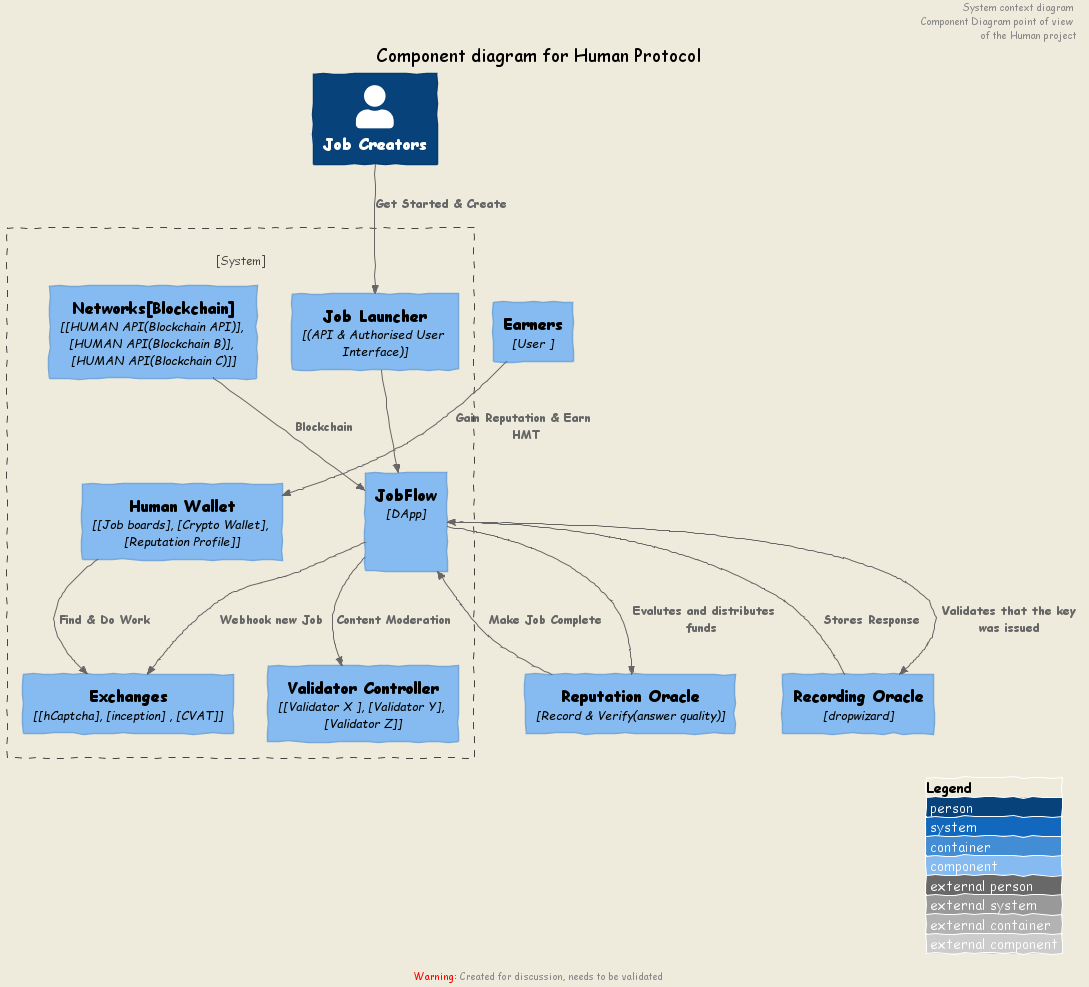 System context diagram
Component Diagram point of view
of the Human project
Component diagram for Human Protocol
Job Creators
Get Started & Create
[System]
Networks[Blockchain]
[[HUMAN API(Blockchain API)],
[HUMAN API(Blockchain B)],
[HUMAN API(Blockchain C)]]
Job Launcher
[(API & Authorised User
Interface)]
Earners
[User ]
Blockchain
Gain Reputation & Earn
HMT
Human Wallet
[[Job boards], [Crypto Wallet],
[Reputation Profile]]
JobFlow
[DApp]
Find & Do Work
Webhook new Job
Content Moderation
Make Job Complete
Evalutes and distributes
funds
Stores Response
Validates that the key
was issued
Exchanges
[[hCaptcha], [inception] , [CVAT]]
Validator Controller
[[Validator X ], [Validator Y],
[Validator Z]]
Reputation Oracle
[Record & Verify(answer quality)]
Recording Oracle
[dropwizard]
Legend
person
system
container
component
external person
external system
external container
external component
Warning: Created for discussion, needs to be validated